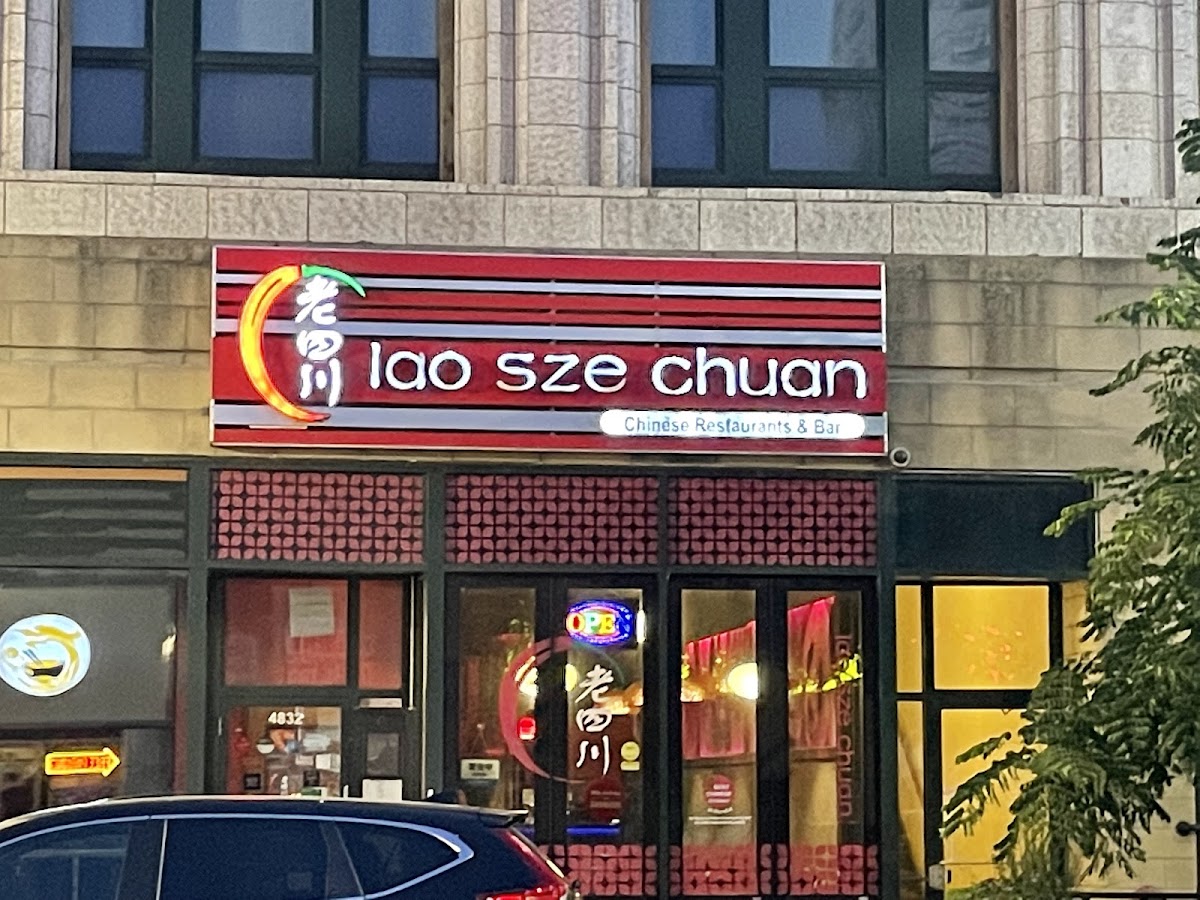 老四川
lao sze chuan
Chinese Restaurants & Bar
OPEN
老四川
4832
lao sze chuan